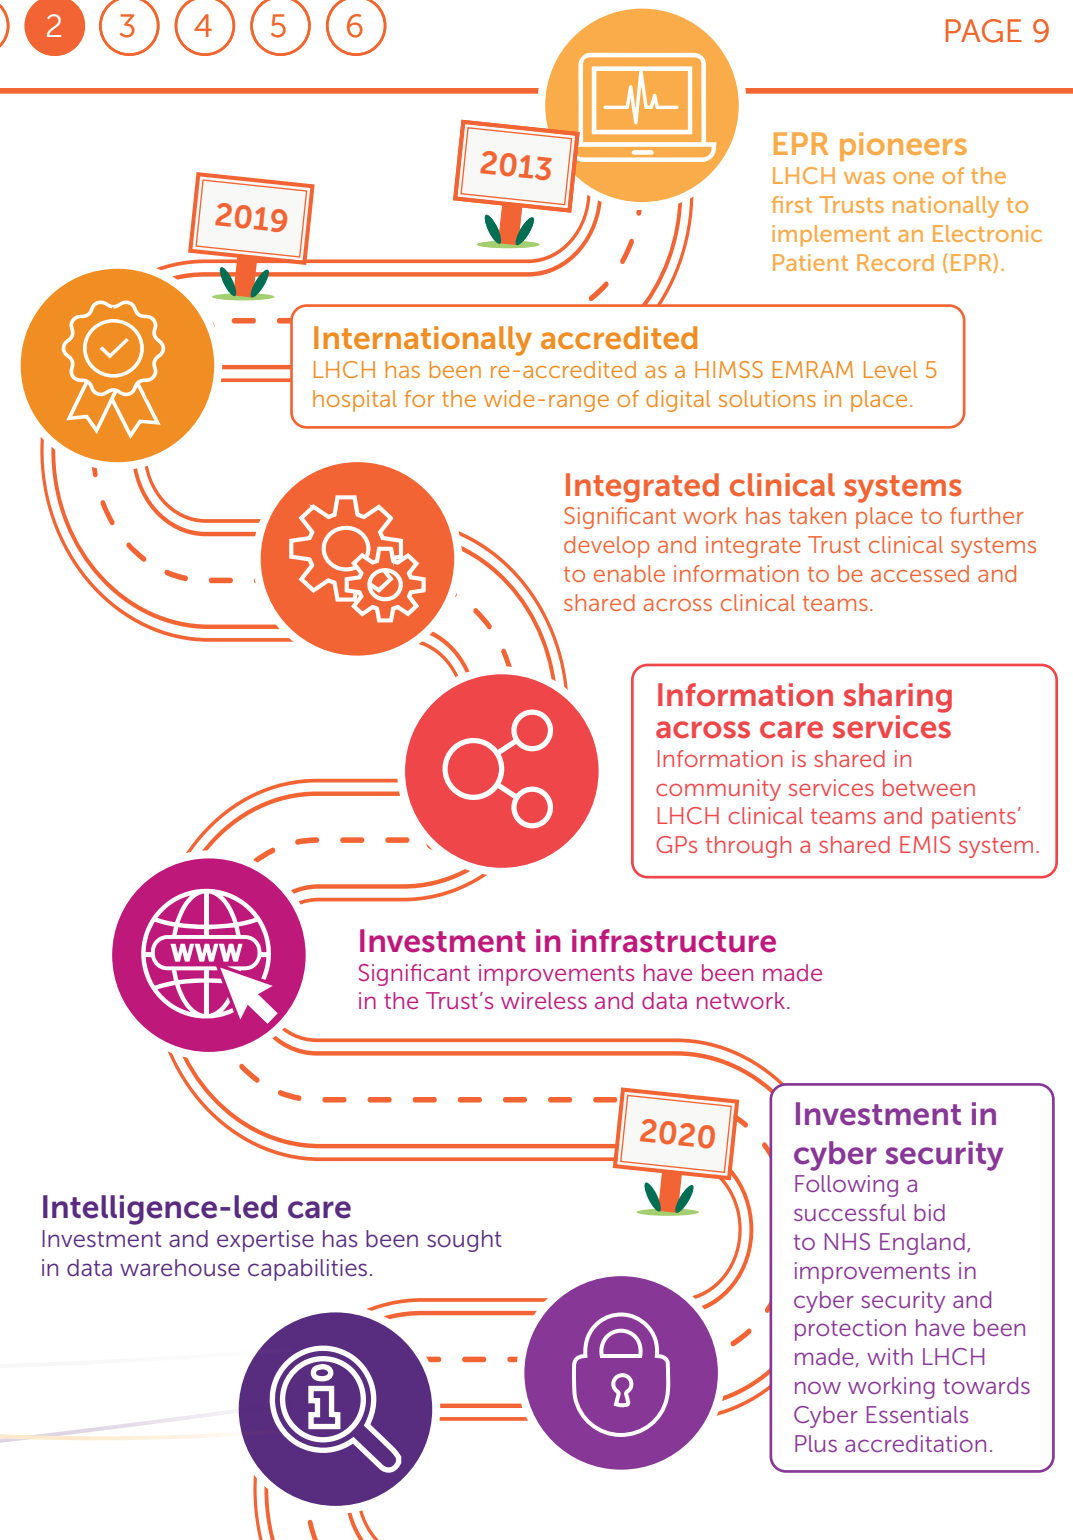 2 3 4 5 6
PAGE 9
2013
EPR pioneers
LHCH was one of the
first Trusts nationally to
implement an Electronic
Patient Record (EPR).
2019
Internationally accredited
LHCH has been re-accredited as a HIMSS EMRAM Level 5
hospital for the wide-range of digital solutions in place.
Integrated clinical systems
Significant work has taken place to further
develop and integrate Trust clinical systems
to enable information to be accessed and
shared across clinical teams.
Information sharing
across care services
Information is shared in
community services between
LHCH clinical teams and patients’
GPs through a shared EMIS system.
www
Investment in infrastructure
Significant improvements have been made
in the Trust’s wireless and data network.
2020
Investment in
cyber security
Following a
successful bid
to NHS England,
improvements in
cyber security and
protection have been
made, with LHCH
now working towards
Cyber Essentials
Plus accreditation.
Intelligence-led care
Investment and expertise has been sought
in data warehouse capabilities.
i